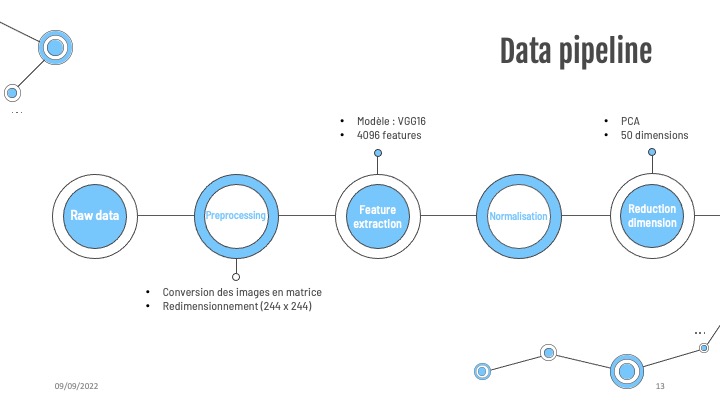 Data pipeline
• Modèle : VGG16
• 4096 features
• PCA
• 50 dimensions
Raw data
Preprocessing
Feature
extraction
Normalisation
Reduction
dimension
• Conversion des images en matrice
• Redimensionnement (244 x 244)
...
09/09/2022
13